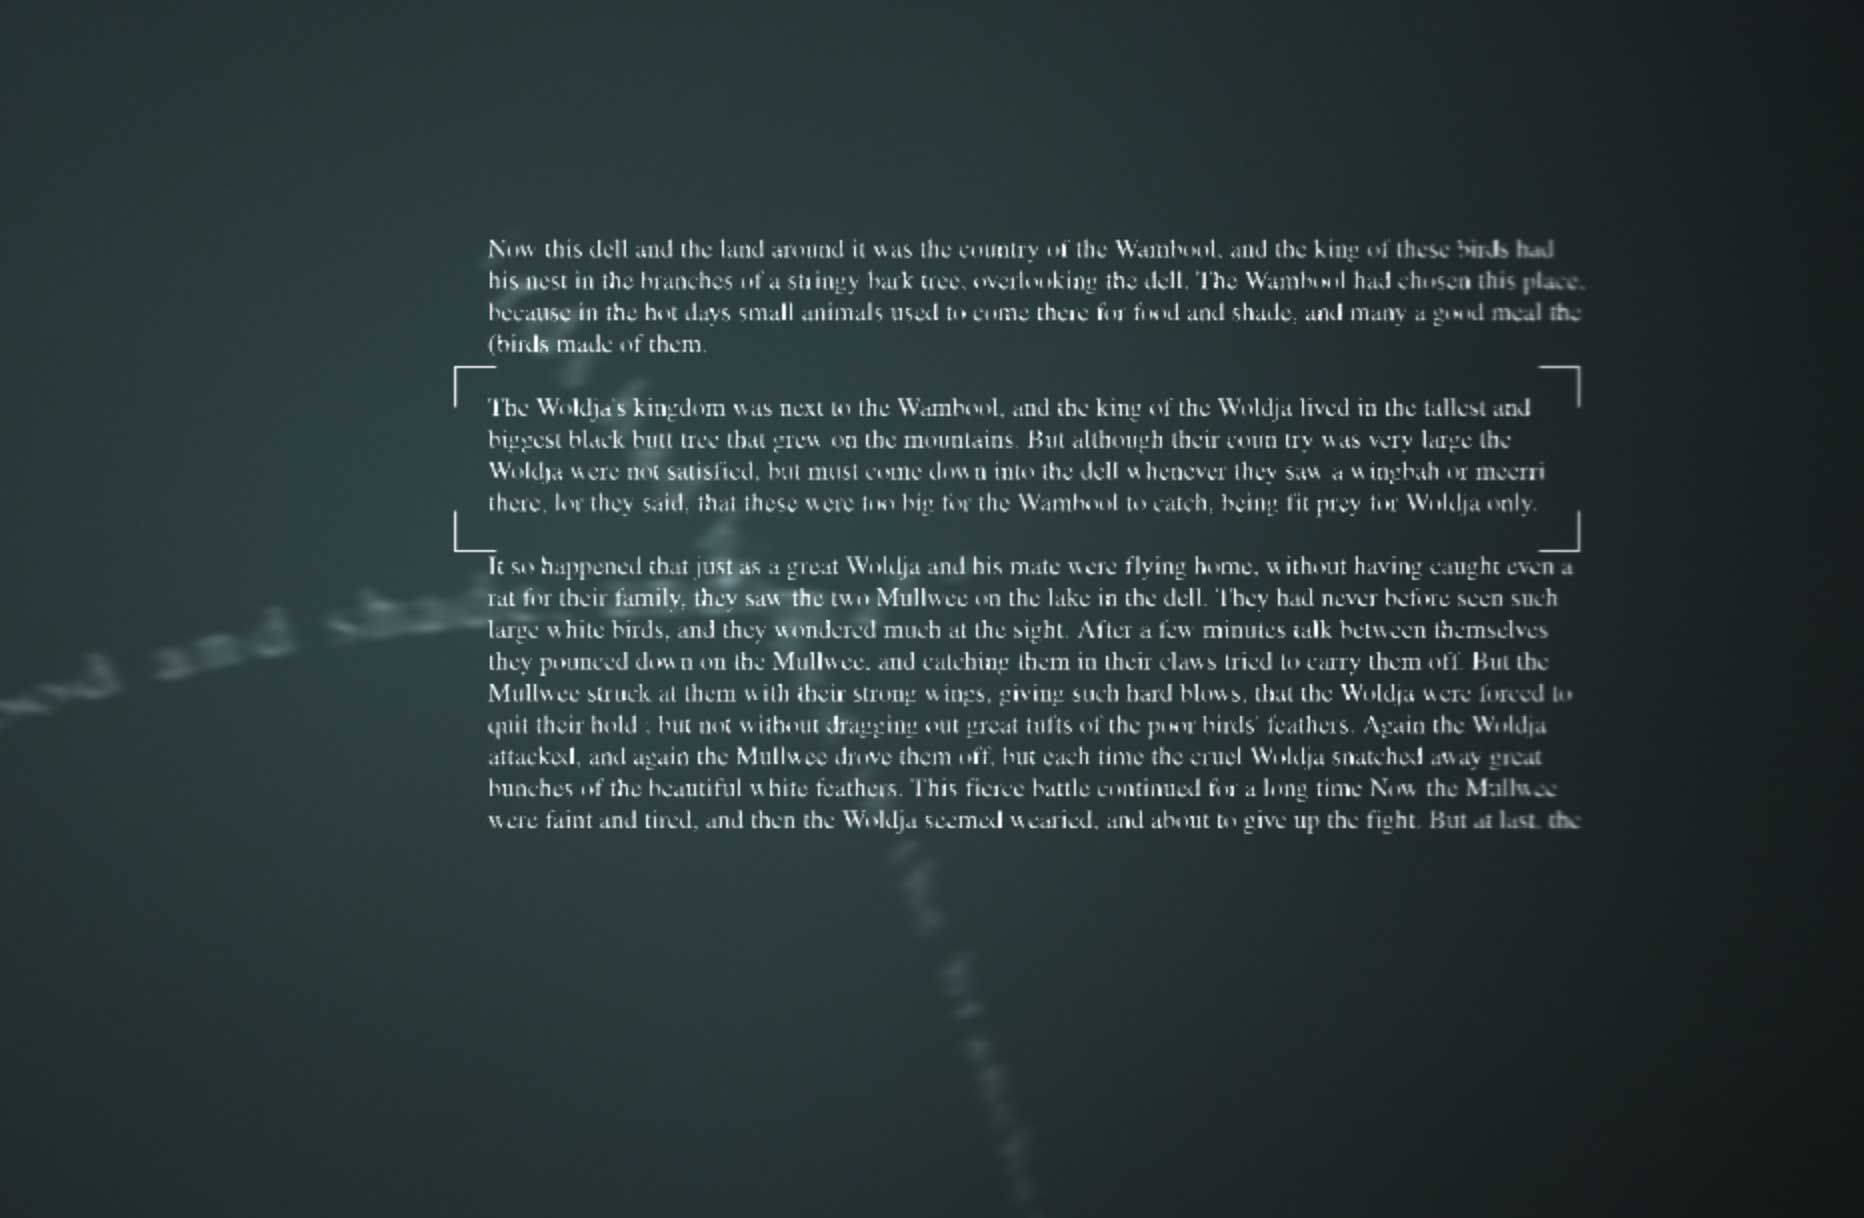 Now this dell and the land around it was the country of the Wambool, and the king of these birds had
his nest in the branches of a stringy bark tree, overlooking the dell. The Wambool had chosen this place,
because in the hot days small animals used to come there for food and shade, and many a good meal the
(birds made of them.
The Woldja's kingdom was next to the Wambool, and the king of the Woldja lived in the tallest and
biggest black butt tree that grew on the mountains. But although their coun try was very large the
Woldja were not satisfied, but must come down into the dell whenever they saw a wingbah or meerri
there, lor they said, that these were too big for the Wambool to catch, being fit prey for Woldja only.
It so happened that just as a great Woldja and his mate were flying home, without having caught even a
rat for their family, they saw the two Mullwee on the lake in the dell. They had never before seen such
large white birds, and they wondered much at the sight. After a few minutes talk between themselves
they pounced down on the Mullwee, and catching them in their claws tried to carry them off. But the
Mullwee struck at them with their strong wings, giving such hard blows, that the Woldja were forced to
quit their hold ; but not without dragging out great tufts of the poor birds' feathers. Again the Woldja
attacked, and again the Mullwee drove them off, but each time the cruel Woldja snatched away great
bunches of the beautiful white feathers. This fierce battle continued for a long time Now the Mullwee
were faint and tired, and then the Woldja seemed wearied, and about to give up the fight. But at last, the
and